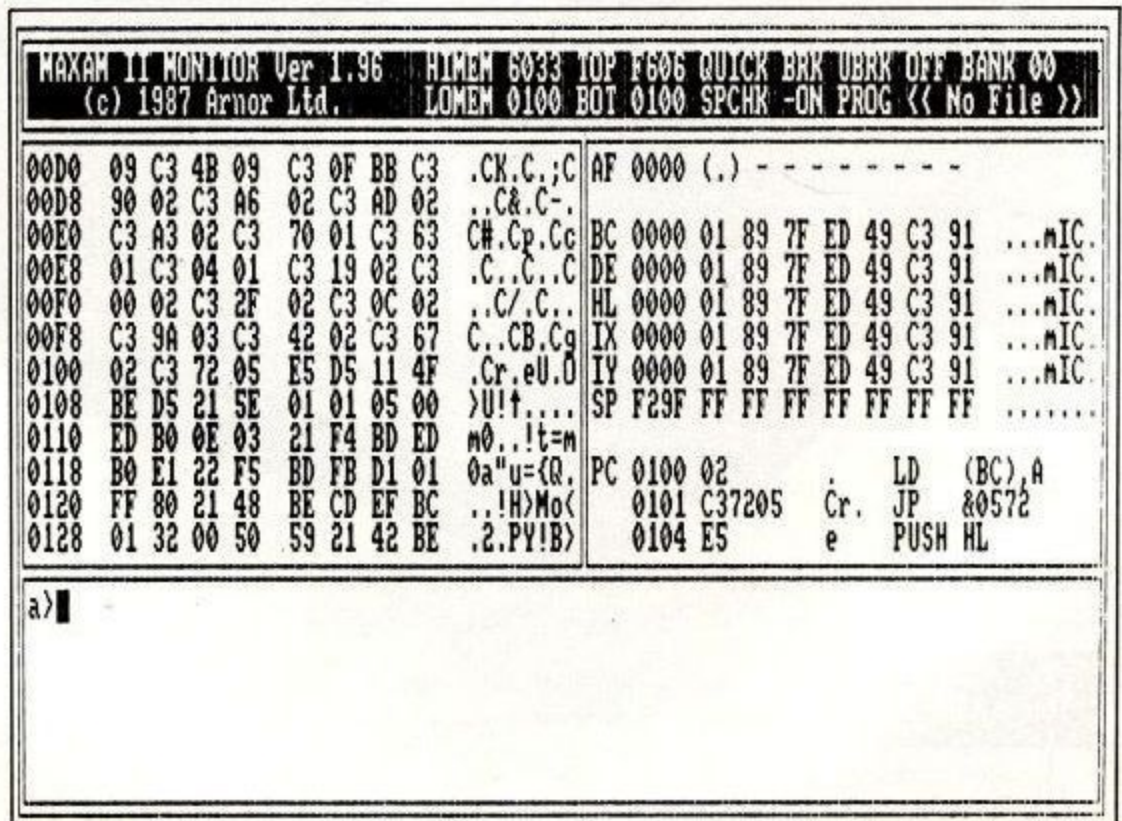 MAXAM II MONITOR Ver 1.96 HIMEM 6033 TOP F606 QUICK BRK UBRK OFF BANK 00
(c) 1987 Arnor Ltd. LOMEM 0100 BOT 0100 SPCHK -ON PROG << No File >>
00D0 09 C3 4B 09 C3 0F BB C3 .CK.C.;C
00D8 90 02 C3 A6 02 C3 AD 02 ..C&.C-.
00E0 C3 A3 02 C3 70 01 C3 63 C#.Cp.Cc
00E8 01 C3 04 01 C3 19 02 C3 .C..C..C
00F0 00 02 C3 2F 02 C3 0C 02 ..C/.C..
00F8 C3 9A 03 C3 42 02 C3 67 C..CB.Cg
0100 02 C3 72 05 E5 D5 11 4F .Cr.eU.O
0108 BE D5 21 5E 01 01 05 00 >U!↑....
0110 ED B0 0E 03 21 F4 BD ED m0..!t=m
0118 B0 E1 22 F5 BD FB D1 01 0a"u={Q.
0120 FF 80 21 48 BE CD EF BC ..!H>Mo<
0128 01 32 00 50 59 21 42 BE .2.PY!B>
AF 0000 (.) - - - - - - - -
BC 0000 01 89 7F ED 49 C3 91 ...mIC.
DE 0000 01 89 7F ED 49 C3 91 ...mIC.
HL 0000 01 89 7F ED 49 C3 91 ...mIC.
IX 0000 01 89 7F ED 49 C3 91 ...mIC.
IY 0000 01 89 7F ED 49 C3 91 ...mIC.
SP F29F FF FF FF FF FF FF FF .......
PC 0100 02 . LD (BC),A
0101 C37205 Cr. JP &0572
0104 E5 e PUSH HL
a>